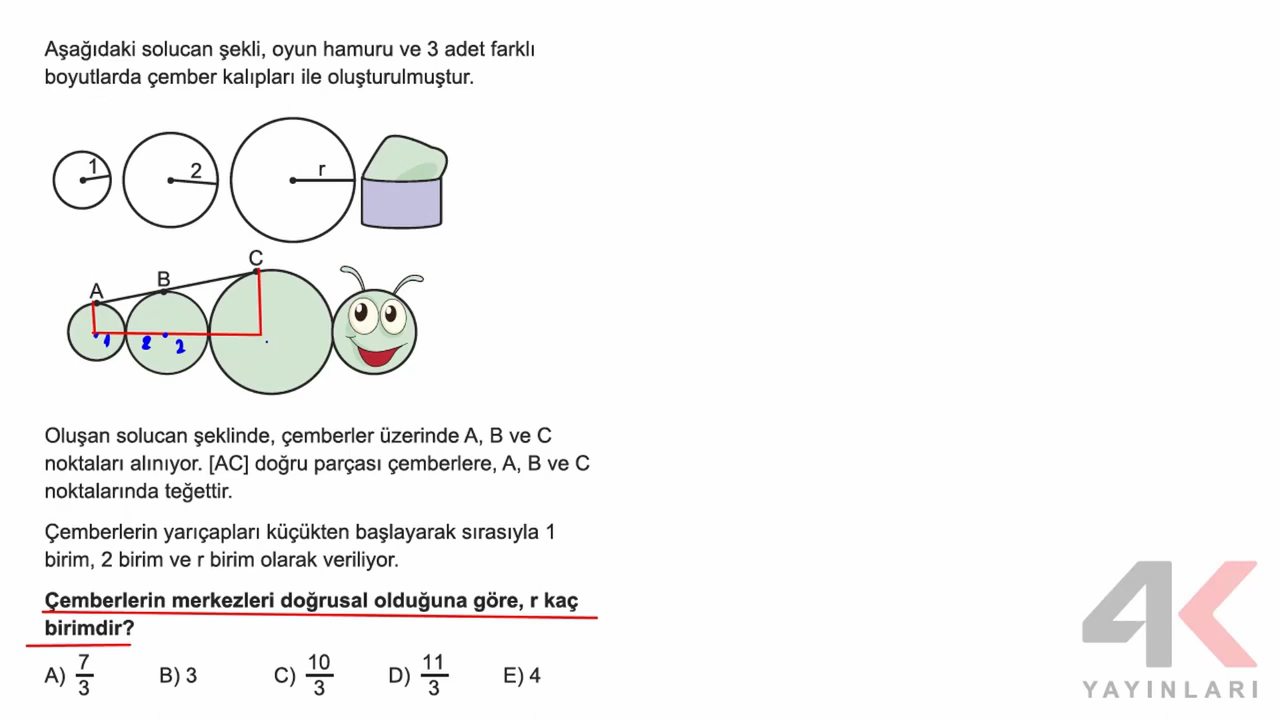 Aşağıdaki solucan şekli, oyun hamuru ve 3 adet farklı
boyutlarda çember kalıpları ile oluşturulmuştur.
1
2
r
C
B
A
1 2 2
Oluşan solucan şeklinde, çemberler üzerinde A, B ve C
noktaları alınıyor. [AC] doğru parçası çemberlere, A, B ve C
noktalarında teğettir.
Çemberlerin yarıçapları küçükten başlayarak sırasıyla 1
birim, 2 birim ve r birim olarak veriliyor.
Çemberlerin merkezleri doğrusal olduğuna göre, r kaç
birimdir?
A) 7/3 B) 3 C) 10/3 D) 11/3 E) 4
4K
YAYINLARI